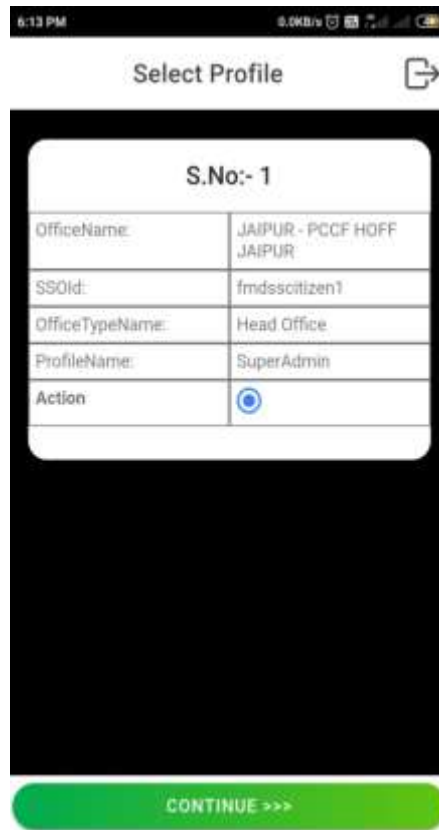 6:13 PM
0.0KB/s
Select Profile
S.No:- 1
OfficeName:
JAIPUR - PCCF HOFF
JAIPUR
SSOId:
fmdsscitizen1
OfficeTypeName:
Head Office
ProfileName:
SuperAdmin
Action
CONTINUE >>>